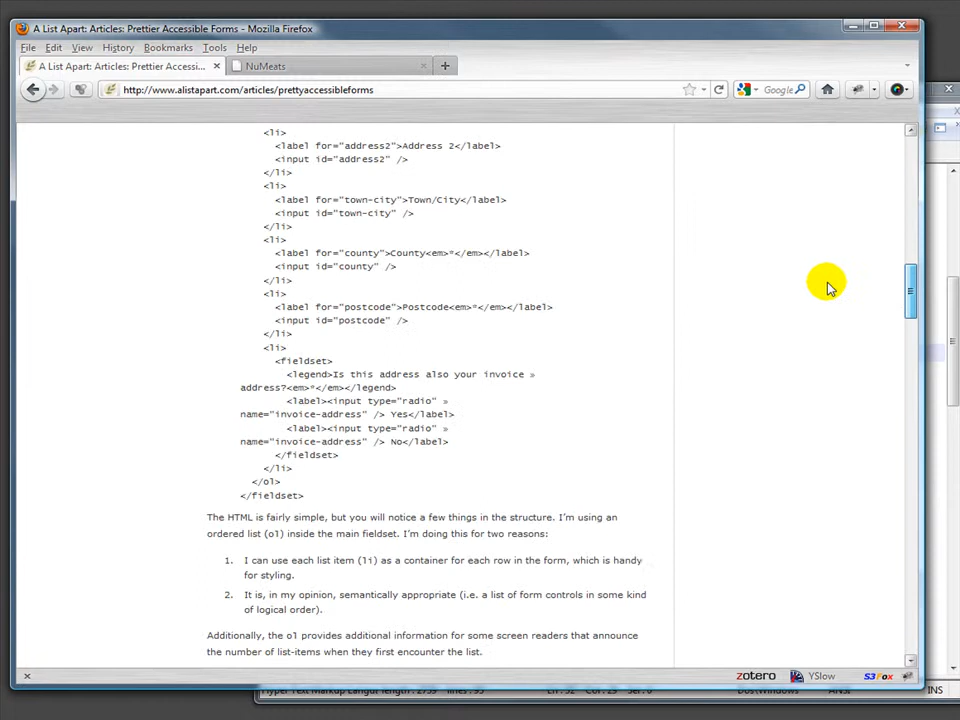 A List Apart: Articles: Prettier Accessible Forms - Mozilla Firefox
File Edit View History Bookmarks Tools Help
A List Apart: Articles: Prettier Accessi... NuMeats
http://www.alistapart.com/articles/prettyaccessibleforms Google
<li>
<label for="address2">Address 2</label>
<input id="address2" />
</li>
<li>
<label for="town-city">Town/City</label>
<input id="town-city" />
</li>
<li>
<label for="county">County<em>*</em></label>
<input id="county" />
</li>
<li>
<label for="postcode">Postcode<em>*</em></label>
<input id="postcode" />
</li>
<li>
<fieldset>
<legend>Is this address also your invoice »
address?<em>*</em></legend>
<label><input type="radio" »
name="invoice-address" /> Yes</label>
<label><input type="radio" »
name="invoice-address" /> No</label>
</fieldset>
</li>
</ol>
</fieldset>
The HTML is fairly simple, but you will notice a few things in the structure. I'm using an
ordered list (ol) inside the main fieldset. I'm doing this for two reasons:
1. I can use each list item (li) as a container for each row in the form, which is handy
for styling.
2. It is, in my opinion, semantically appropriate (i.e. a list of form controls in some kind
of logical order).
Additionally, the ol provides additional information for some screen readers that announce
the number of list-items when they first encounter the list.
zotero YSlow S3Fox
INS